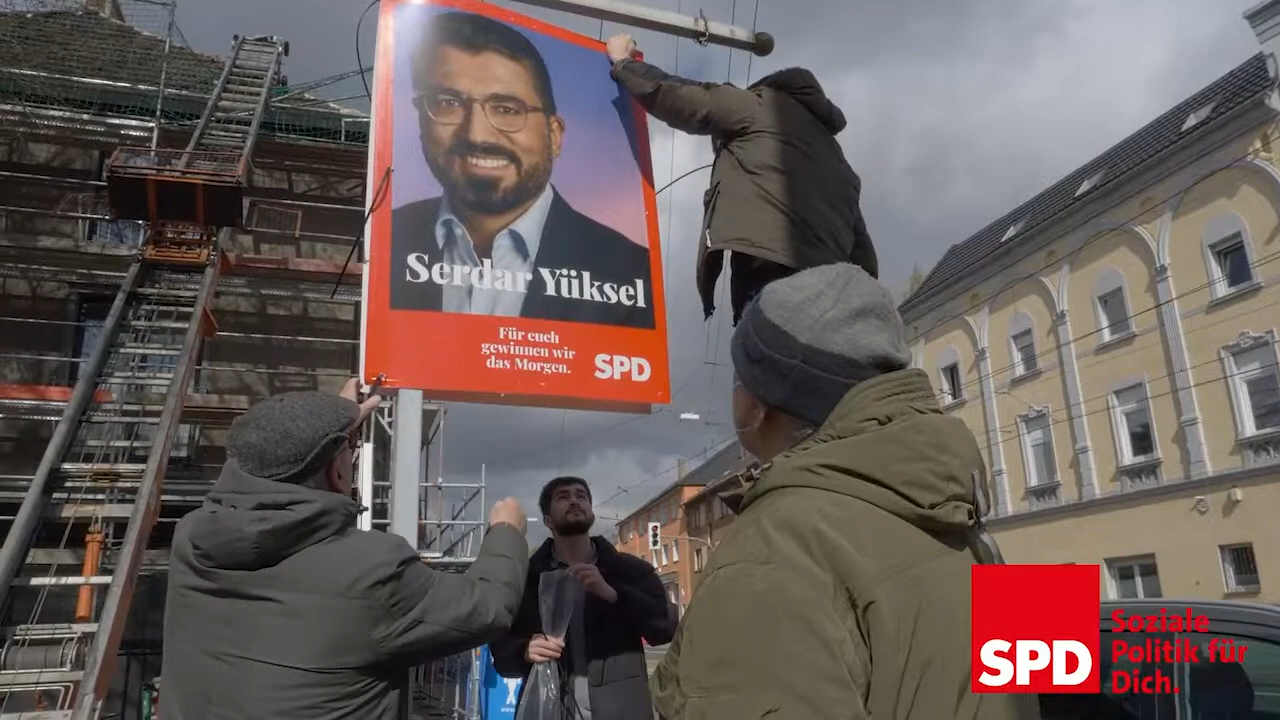 Serdar Yüksel
Für euch
gewinnen wir
das Morgen.
SPD
SPD
Soziale
Politik für
Dich.